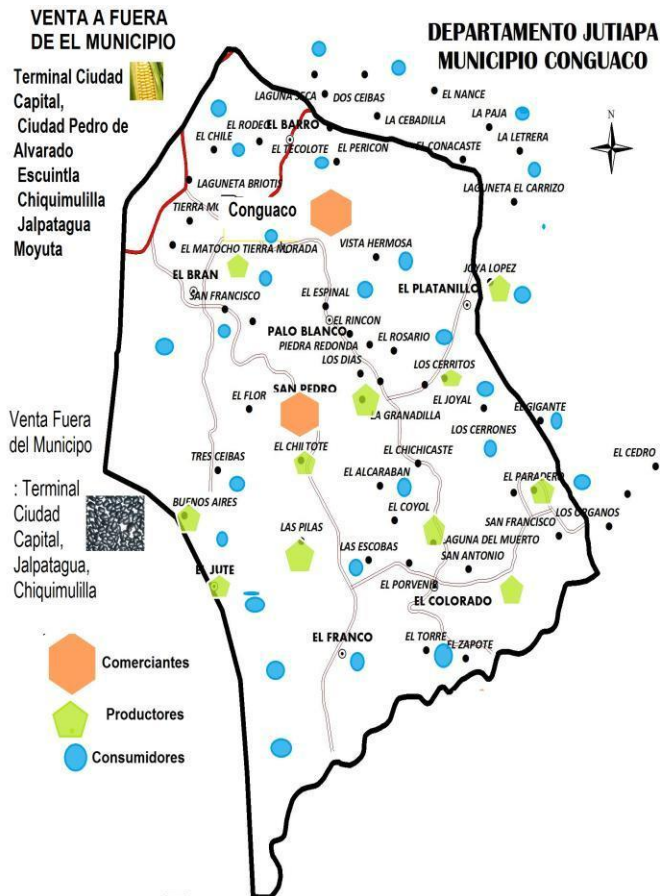 VENTA A FUERA
DE EL MUNICIPIO
DEPARTAMENTO JUTIAPA
MUNICIPIO CONGUACO
Terminal Ciudad
Capital,
Ciudad Pedro de
Alvarado
Escuintla
Chiquimulilla
Jalpatagua
Moyuta
N
LAGUNA SECA
DOS CEIBAS
EL NANCE
LA CEBADILLA
LA PAJA
EL RODEO
EL BARRO
EL CHILE
EL TECOLOTE
EL PERICON
EL CONACASTE
LA LETRERA
LAGUNETA BRIOTIS
LAGUNETA EL CARRIZO
TIERRA
Conguaco
EL MATOCHO TIERRA MORADA
VISTA HERMOSA
JOYA LOPEZ
EL BRAN
SAN FRANCISCO
EL ESPINAL
EL PLATANILLO
PALO BLANCO
EL RINCON
PIEDRA REDONDA
EL ROSARIO
LOS DIAS
LOS CERRITOS
SAN PEDRO
EL FLOR
LA GRANADILLA
EL JOYAL
EL GIGANTE
LOS CERRONES
Venta Fuera
del Municipo
EL CHIITOTE
EL CHICHICASTE
TRES CEIBAS
EL CEDRO
EL ALCARABAN
EL PARADERO
: Terminal
Ciudad
Capital,
Jalpatagua,
Chiquimulilla
BUENOS AIRES
EL COYOL
LOS ORGANOS
SAN FRANCISCO
LAS PILAS
LAGUNA DEL MUERTO
LAS ESCOBAS
SAN ANTONIO
EL JUTE
EL PORVENIR
EL COLORADO
EL FRANCO
EL TORRE
EL ZAPOTE
Comerciantes
Productores
Consumidores